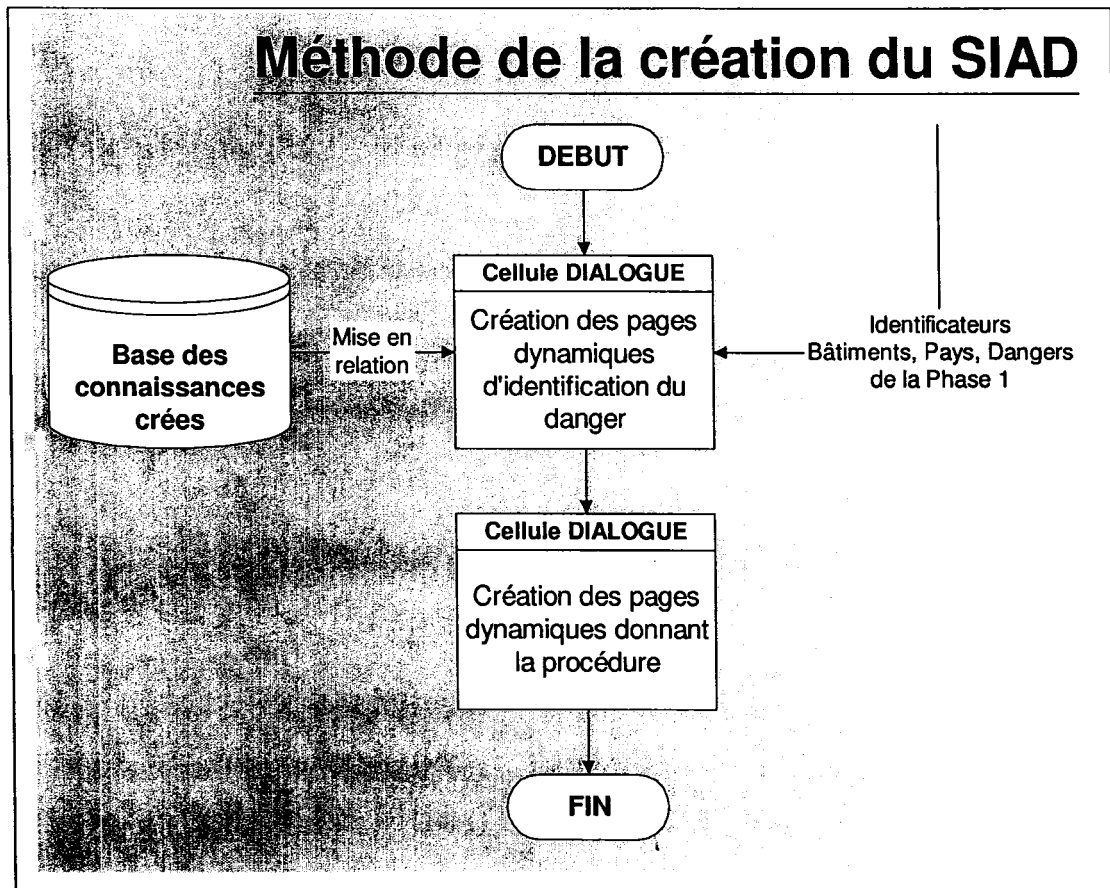 Méthode de la création du SIAD
DEBUT
Base des
connaissances
crées
Mise en
relation
Cellule DIALOGUE
Création des pages
dynamiques
d'identification du
danger
Identificateurs
Bâtiments, Pays, Dangers
de la Phase 1
Cellule DIALOGUE
Création des pages
dynamiques donnant
la procédure
FIN